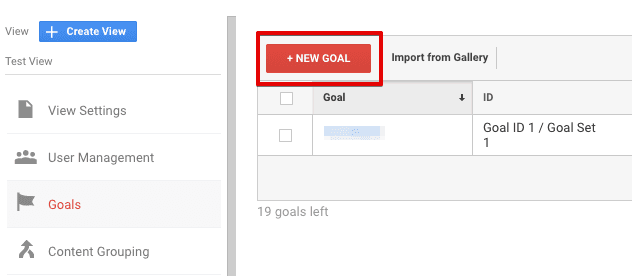 View + Create View
Test View
View Settings
User Management
Goals
Content Grouping
+ NEW GOAL Import from Gallery
Goal ID
Goal ID 1 / Goal Set
1
19 goals left